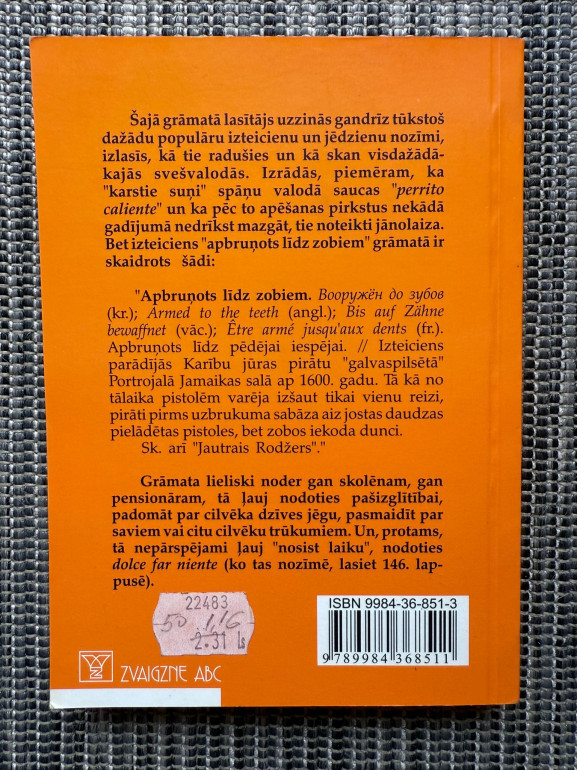 Šajā grāmatā lasītājs uzzinās gandrīz tūkstoš
dažādu populāru izteicienu un jēdzienu nozīmi,
izlasīs, kā tie radušies un kā skan visdažādā-
kajās svešvalodās. Izrādās, piemēram, ka
"karstie suņi" spāņu valodā saucas "perrito
caliente" un ka pēc to apēšanas pirkstus nekādā
gadījumā nedrīkst mazgāt, tie noteikti jānolaiza.
Bet izteiciens "apbruņots līdz zobiem" grāmatā ir
skaidrots šādi:
"Apbruņots līdz zobiem. Вооружён до зубов
(kr.); Armed to the teeth (angl.); Bis auf Zähne
bewaffnet (vāc.); Être armé jusqu'aux dents (fr.).
Apbruņots līdz pēdējai iespējai. // Izteiciens
parādījās Karību jūras pirātu "galvaspilsētā"
Portrojalā Jamaikas salā ap 1600. gadu. Tā kā no
tālaika pistolēm varēja izšaut tikai vienu reizi,
pirāti pirms uzbrukuma sabāza aiz jostas daudzas
pielādētas pistoles, bet zobos iekoda dunci.
Sk. arī "Jautrais Rodžers"."
Grāmata lieliski noder gan skolēnam, gan
pensionāram, tā ļauj nodoties pašizglītībai,
padomāt par cilvēka dzīves jēgu, pasmaidīt par
saviem vai citu cilvēku trūkumiem. Un, protams,
tā nepārspējami ļauj "nosist laiku", nodoties
dolce far niente (ko tas nozīmē, lasiet 146. lap-
pusē).
22483
50 1,16
2.31 Ls
ISBN 9984-36-851-3
9 789984 368511
ZVAIGZNE ABC